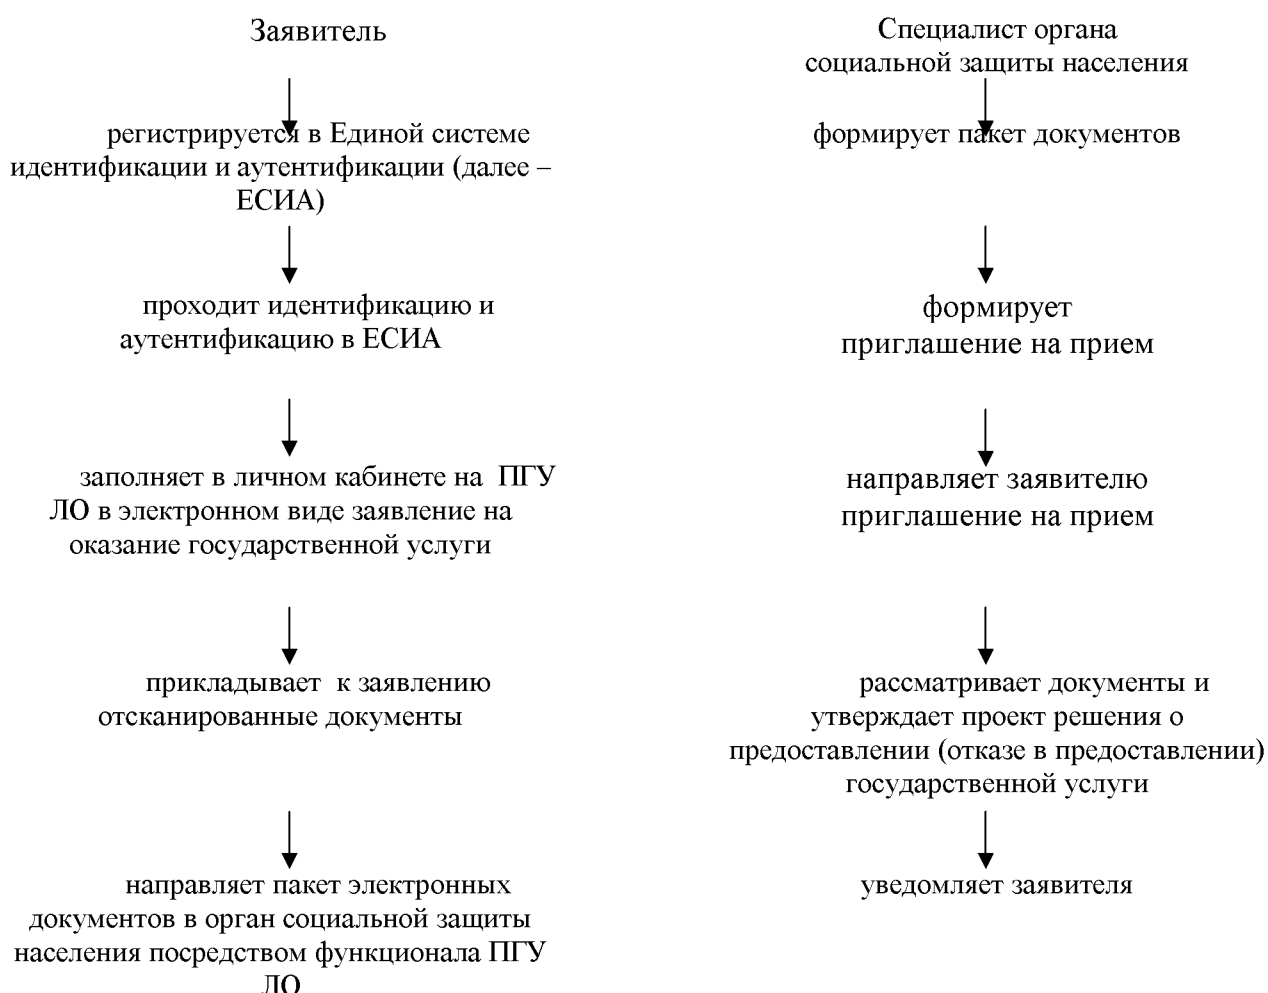 Заявитель
регистрируется в Единой системе
идентификации и аутентификации (далее –
ЕСИА)
проходит идентификацию и
аутентификацию в ЕСИА
заполняет в личном кабинете на ПГУ
ЛО в электронном виде заявление на
оказание государственной услуги
прикладывает к заявлению
отсканированные документы
направляет пакет электронных
документов в орган социальной защиты
населения посредством функционала ПГУ
ЛО
Специалист органа
социальной защиты населения
формирует пакет документов
формирует
приглашение на прием
направляет заявителю
приглашение на прием
рассматривает документы и
утверждает проект решения о
предоставлении (отказе в предоставлении)
государственной услуги
уведомляет заявителя